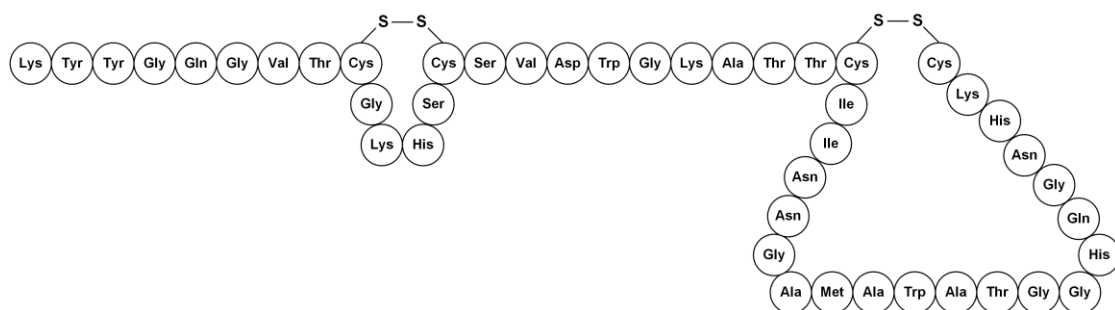 S S S S
Lys Tyr Tyr Gly Gln Gly Val Thr Cys Cys Ser Val Asp Trp Gly Lys Ala Thr Thr Cys Cys
Gly Ser Ile Lys
Lys His Ile His
Asn Asn
Asn Gly
Gly Gln
His
Ala Met Ala Trp Ala Thr Gly Gly